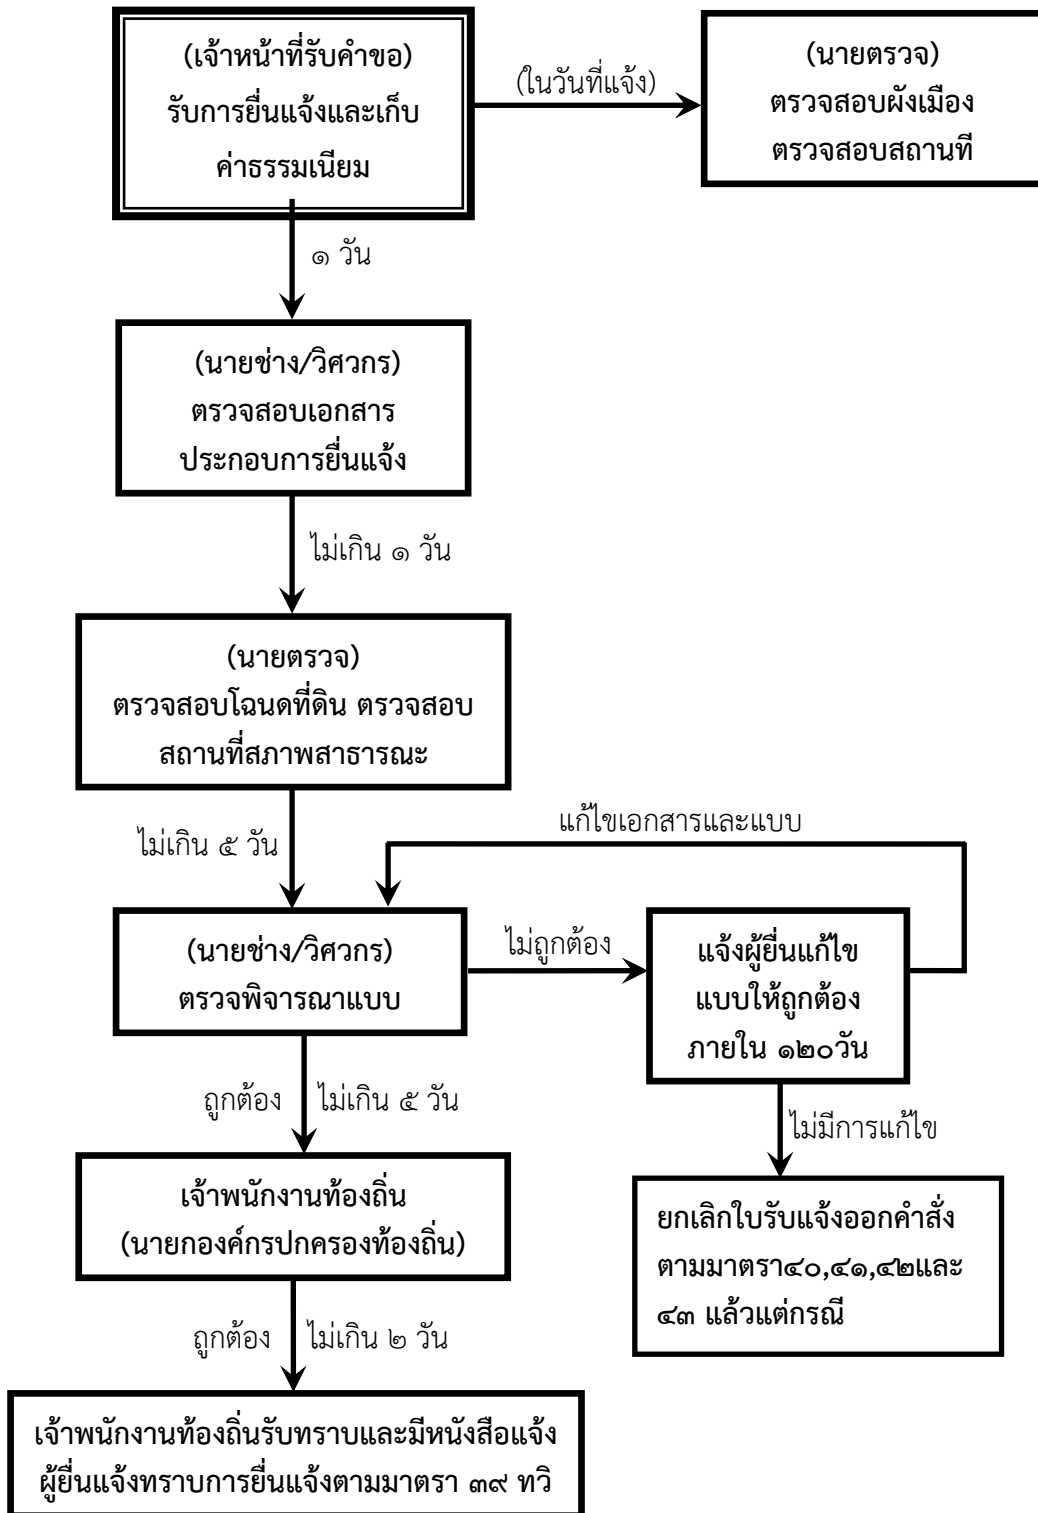 (เจ้าหน้าที่รับคำขอ)
รับการยื่นแจ้งและเก็บ
ค่าธรรมเนียม
(ในวันที่แจ้ง)
(นายตรวจ)
ตรวจสอบผังเมือง
ตรวจสอบสถานที
๑ วัน
(นายช่าง/วิศวกร)
ตรวจสอบเอกสาร
ประกอบการยื่นแจ้ง
ไม่เกิน ๑ วัน
(นายตรวจ)
ตรวจสอบโฉนดที่ดิน ตรวจสอบ
สถานที่สภาพสาธารณะ
ไม่เกิน ๕ วัน
แก้ไขเอกสารและแบบ
(นายช่าง/วิศวกร)
ตรวจพิจารณาแบบ
ไม่ถูกต้อง
แจ้งผู้ยื่นแก้ไข
แบบให้ถูกต้อง
ภายใน ๑๒๐วัน
ถูกต้อง ไม่เกิน ๕ วัน
ไม่มีการแก้ไข
เจ้าพนักงานท้องถิ่น
(นายกองค์กรปกครองท้องถิ่น)
ยกเลิกใบรับแจ้งออกคำสั่ง
ตามมาตรา๔๐,๔๑,๔๒และ
๔๓ แล้วแต่กรณี
ถูกต้อง ไม่เกิน ๒ วัน
เจ้าพนักงานท้องถิ่นรับทราบและมีหนังสือแจ้ง
ผู้ยื่นแจ้งทราบการยื่นแจ้งตามมาตรา ๓๙ ทวิ